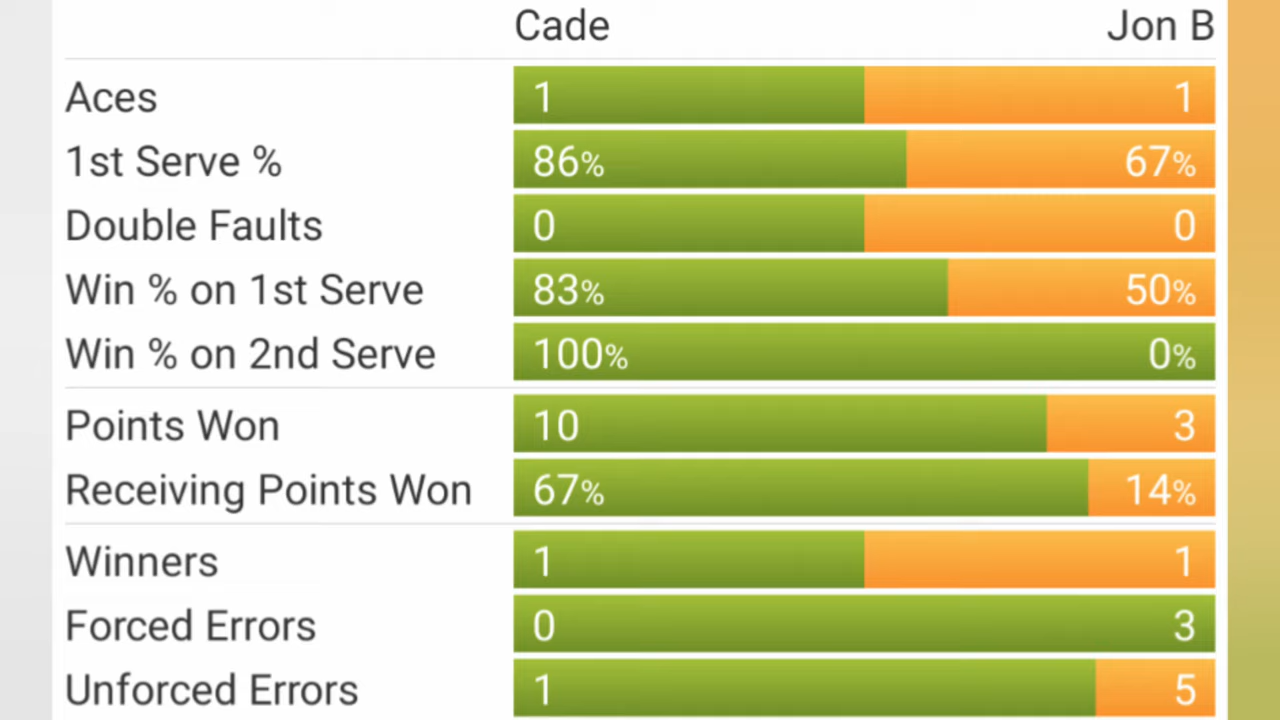 Cade Jon B
Aces 1 1
1st Serve % 86% 67%
Double Faults 0 0
Win % on 1st Serve 83% 50%
Win % on 2nd Serve 100% 0%
Points Won 10 3
Receiving Points Won 67% 14%
Winners 1 1
Forced Errors 0 3
Unforced Errors 1 5